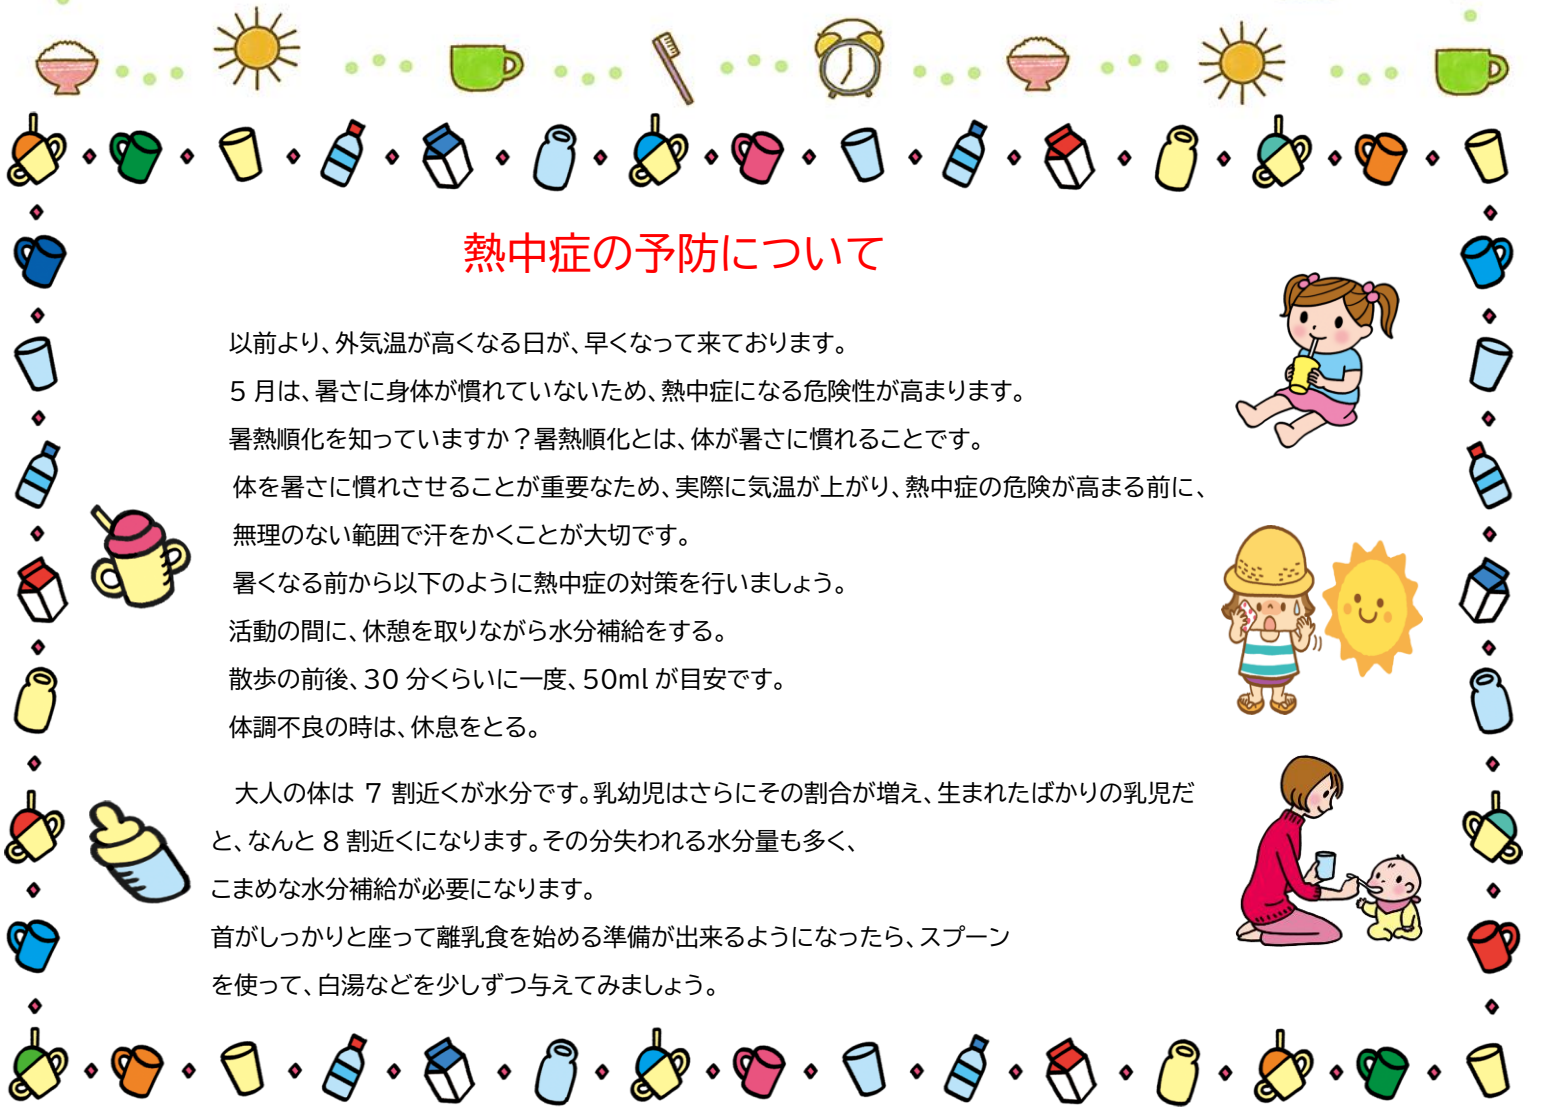 熱中症の予防について
以前より、外気温が高くなる日が、早くなって来ております。
5月は、暑さに身体が慣れていないため、熱中症になる危険性が高まります。
暑熱順化を知っていますか？暑熱順化とは、体が暑さに慣れることです。
体を暑さに慣れさせることが重要なため、実際に気温が上がり、熱中症の危険が高まる前に、
無理のない範囲で汗をかくことが大切です。
暑くなる前から以下のように熱中症の対策を行いましょう。
活動の間に、休憩を取りながら水分補給をする。
散歩の前後、30分くらいに一度、50mlが目安です。
体調不良の時は、休息をとる。
大人の体は 7 割近くが水分です。乳幼児はさらにその割合が増え、生まれたばかりの乳児だ
と、なんと8割近くになります。その分失われる水分量も多く、
こまめな水分補給が必要になります。
首がしっかりと座って離乳食を始める準備が出来るようになったら、スプーン
を使って、白湯などを少しずつ与えてみましょう。